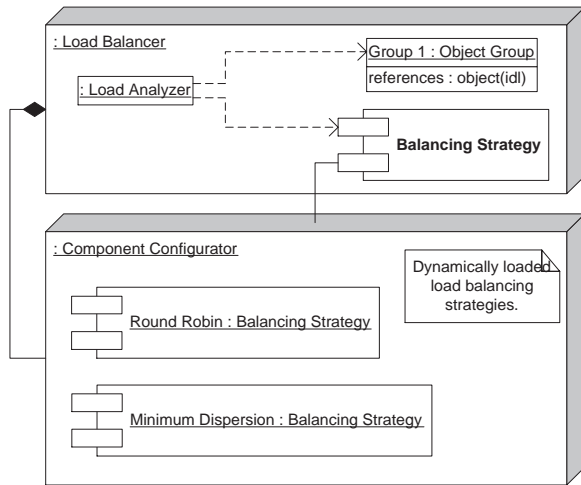 : Load Balancer
Group 1 : Object Group
references : object(idl)
: Load Analyzer
Balancing Strategy
: Component Configurator
Dynamically loaded
load balancing
strategies.
Round Robin : Balancing Strategy
Minimum Dispersion : Balancing Strategy